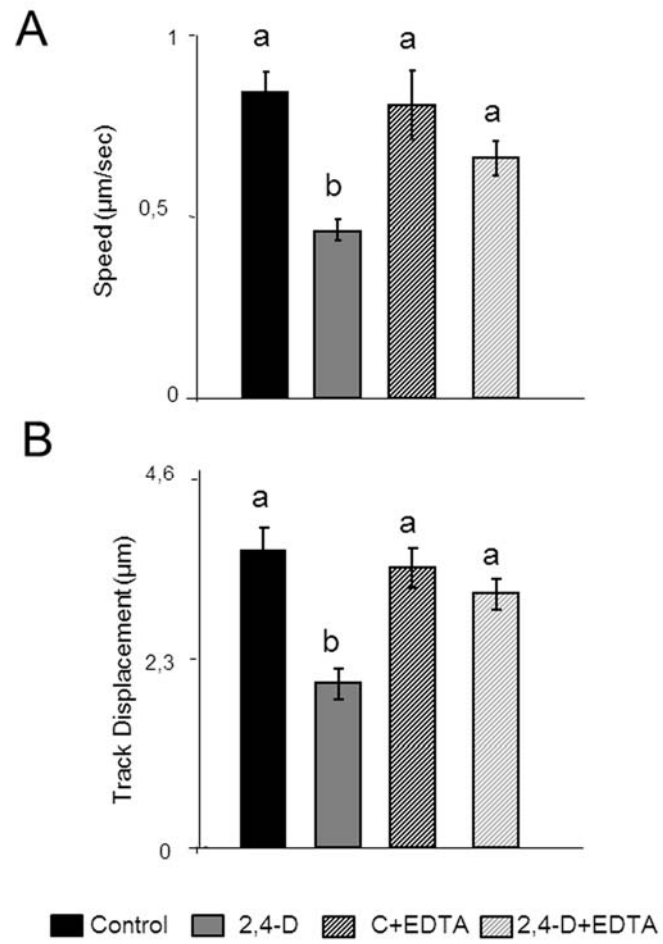 A
1
a
a
a
b
0,5
0
Speed (µm/sec)
B
4,6
a
a
a
b
2,3
0
Track Displacement (µm)
Control
2,4-D
C+EDTA
2,4-D+EDTA